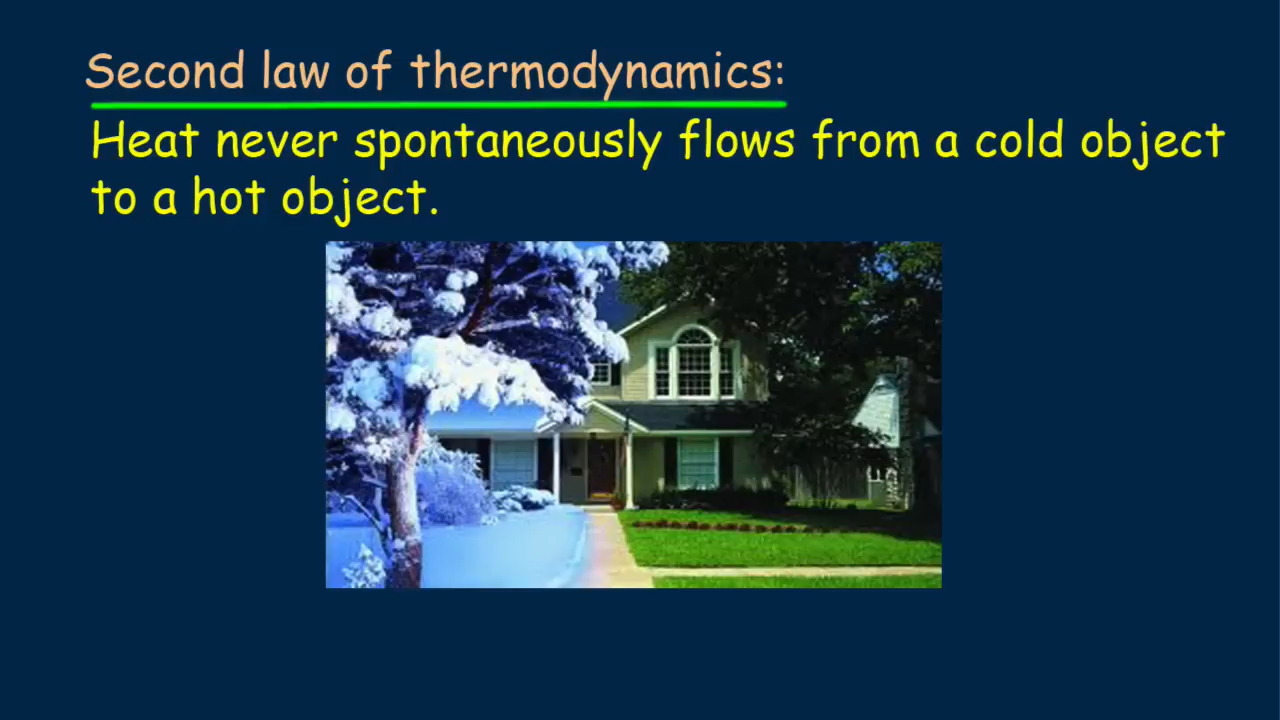 Second law of thermodynamics:
Heat never spontaneously flows from a cold object
to a hot object.